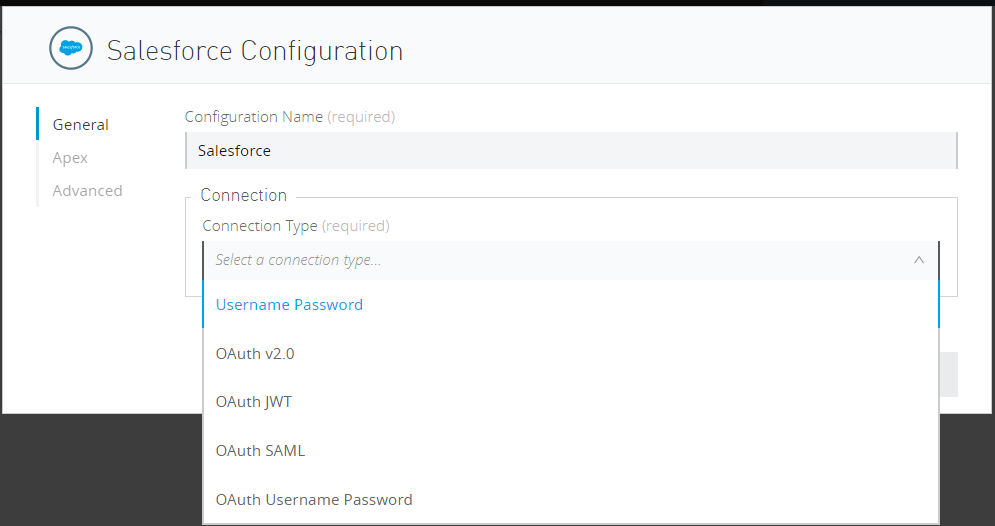 Salesforce Configuration
General
Apex
Advanced
Configuration Name (required)
Salesforce
Connection
Connection Type (required)
Select a connection type...
Username Password
OAuth v2.0
OAuth JWT
OAuth SAML
OAuth Username Password